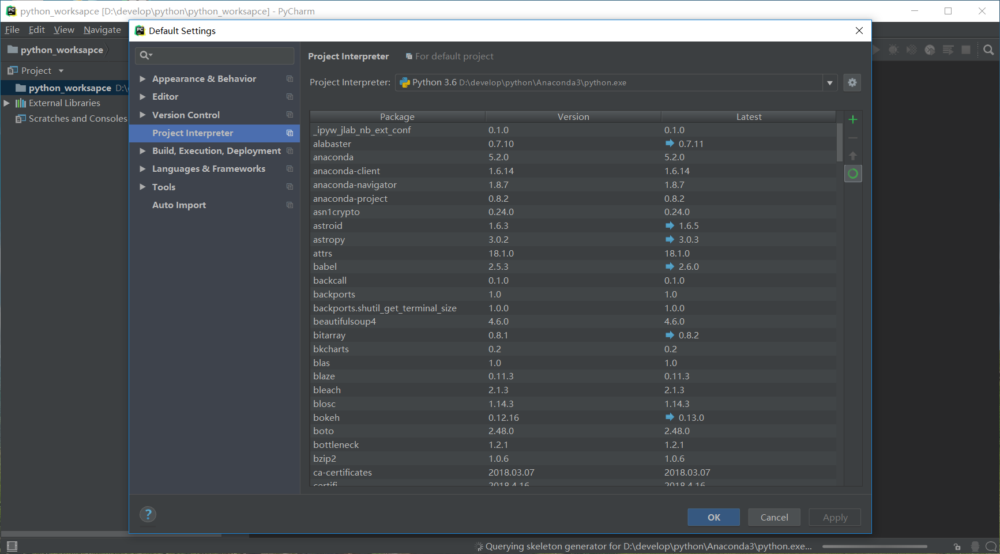 python_worksapce [D:\develop\python\python_worksapce] - PyCharm
File Edit View Navigate
Default Settings
python_worksapce
Project
python_worksapce D:\
External Libraries
Scratches and Consoles
Appearance & Behavior
Editor
Version Control
Project Interpreter
Build, Execution, Deployment
Languages & Frameworks
Tools
Auto Import
Project Interpreter For default project
Project Interpreter: Python 3.6 D:\develop\python\Anaconda3\python.exe
Package Version Latest
_ipyw_jlab_nb_ext_conf 0.1.0 0.1.0
alabaster 0.7.10 0.7.11
anaconda 5.2.0 5.2.0
anaconda-client 1.6.14 1.6.14
anaconda-navigator 1.8.7 1.8.7
anaconda-project 0.8.2 0.8.2
asn1crypto 0.24.0 0.24.0
astroid 1.6.3 1.6.5
astropy 3.0.2 3.0.3
attrs 18.1.0 18.1.0
babel 2.5.3 2.6.0
backcall 0.1.0 0.1.0
backports 1.0 1.0
backports.shutil_get_terminal_size 1.0.0 1.0.0
beautifulsoup4 4.6.0 4.6.0
bitarray 0.8.1 0.8.2
bkcharts 0.2 0.2
blas 1.0 1.0
blaze 0.11.3 0.11.3
bleach 2.1.3 2.1.3
blosc 1.14.3 1.14.3
bokeh 0.12.16 0.13.0
boto 2.48.0 2.48.0
bottleneck 1.2.1 1.2.1
bzip2 1.0.6 1.0.6
ca-certificates 2018.03.07 2018.03.07
certifi 2018.4.16 2018.4.16
?
OK Cancel Apply
Querying skeleton generator for D:\develop\python\Anaconda3\python.exe...